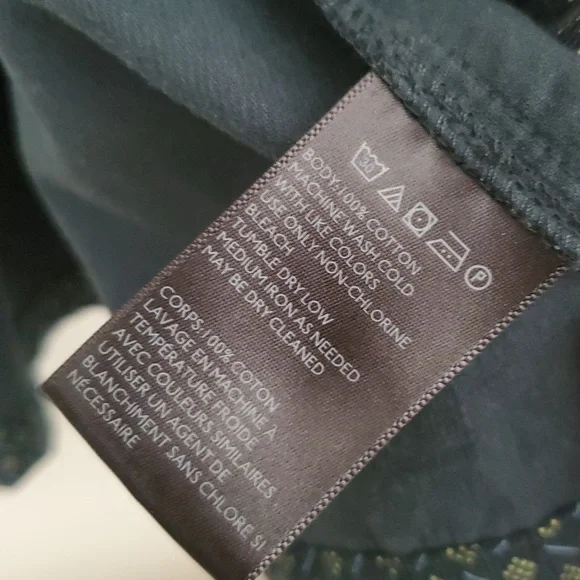 30
P
BODY: 100% COTTON
MACHINE WASH COLD
WITH LIKE COLORS
USE ONLY NON-CHLORINE
BLEACH
TUMBLE DRY LOW
MEDIUM IRON AS NEEDED
MAY BE DRY CLEANED
CORPS: 100% COTON
LAVAGE EN MACHINE À
TEMPÉRATURE FROIDE
AVEC COULEURS SIMILAIRES
UTILISER UN AGENT DE
BLANCHIMENT SANS CHLORE SI
NÉCESSAIRE